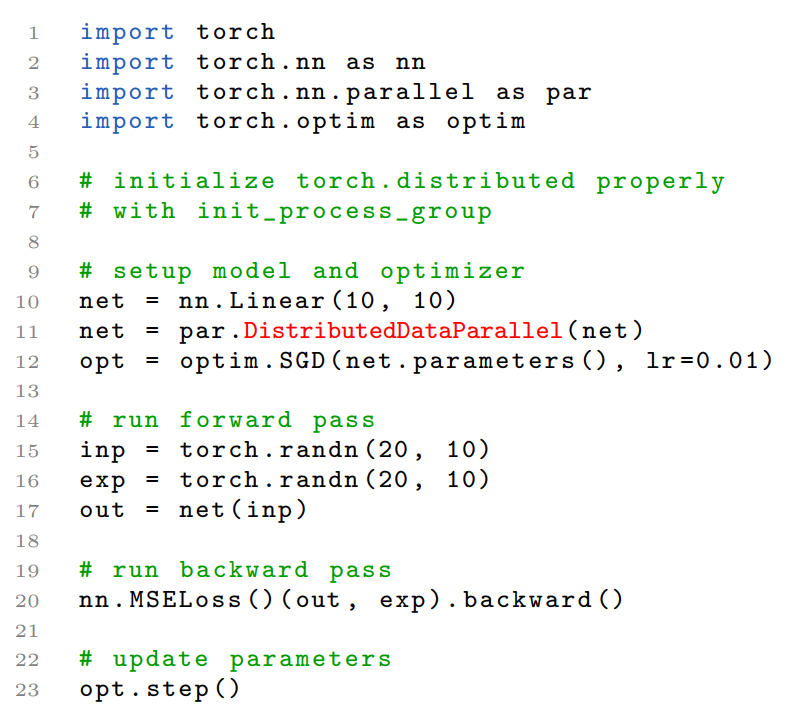 1 import torch
2 import torch.nn as nn
3 import torch.nn.parallel as par
4 import torch.optim as optim
5
6 # initialize torch.distributed properly
7 # with init_process_group
8
9 # setup model and optimizer
10 net = nn.Linear(10, 10)
11 net = par.DistributedDataParallel(net)
12 opt = optim.SGD(net.parameters(), lr=0.01)
13
14 # run forward pass
15 inp = torch.randn(20, 10)
16 exp = torch.randn(20, 10)
17 out = net(inp)
18
19 # run backward pass
20 nn.MSELoss()(out, exp).backward()
21
22 # update parameters
23 opt.step()